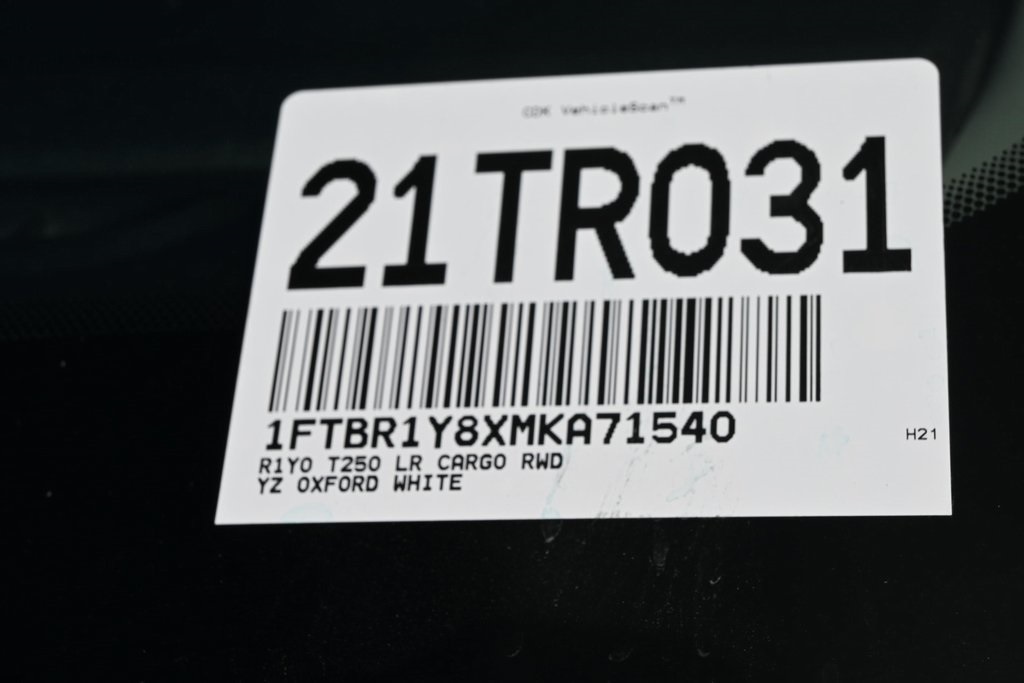 CDK VehicleScan™
21TR031
1FTBR1Y8XMKA71540
H21
R1Y0 T250 LR CARGO RWD
YZ OXFORD WHITE